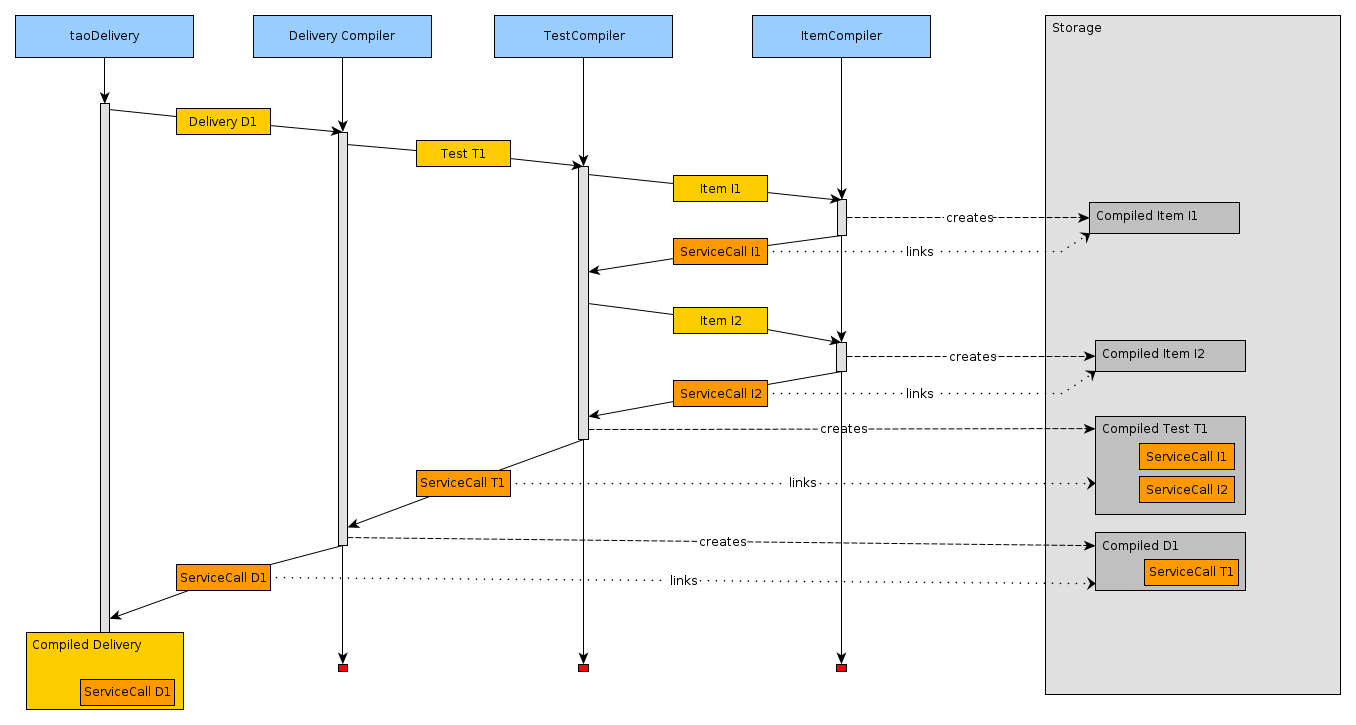 taoDelivery
Delivery Compiler
TestCompiler
ItemCompiler
Storage
Delivery D1
Test T1
Item I1
creates
Compiled Item I1
ServiceCall I1
links
Item I2
creates
Compiled Item I2
ServiceCall I2
links
creates
Compiled Test T1
ServiceCall I1
ServiceCall T1
links
ServiceCall I2
creates
Compiled D1
ServiceCall D1
links
ServiceCall T1
Compiled Delivery
ServiceCall D1